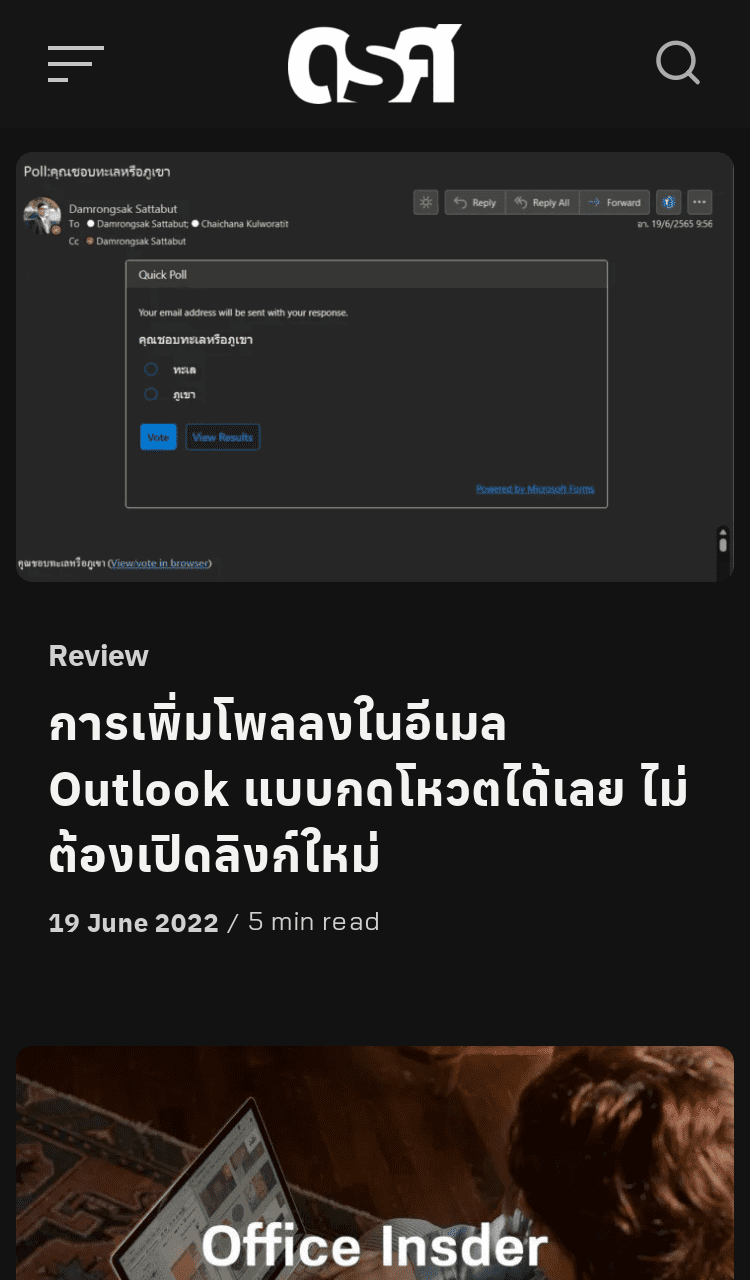 ดรศ
Poll:คุณชอบทะเลหรือภูเขา
Damrongsak Sattabut
To Damrongsak Sattabut; Chaichana Kulworatit
Cc Damrongsak Sattabut
Reply Reply All Forward
อา. 19/6/2565 9:56
Quick Poll
Your email address will be sent with your response.
คุณชอบทะเลหรือภูเขา
ทะเล
ภูเขา
Vote View Results
Powered by Microsoft Forms
คุณชอบทะเลหรือภูเขา (View/vote in browser)
Review
การเพิ่มโพลลงในอีเมล
Outlook แบบกดโหวตได้เลย ไม่
ต้องเปิดลิงก์ใหม่
19 June 2022 / 5 min read
Office Insder